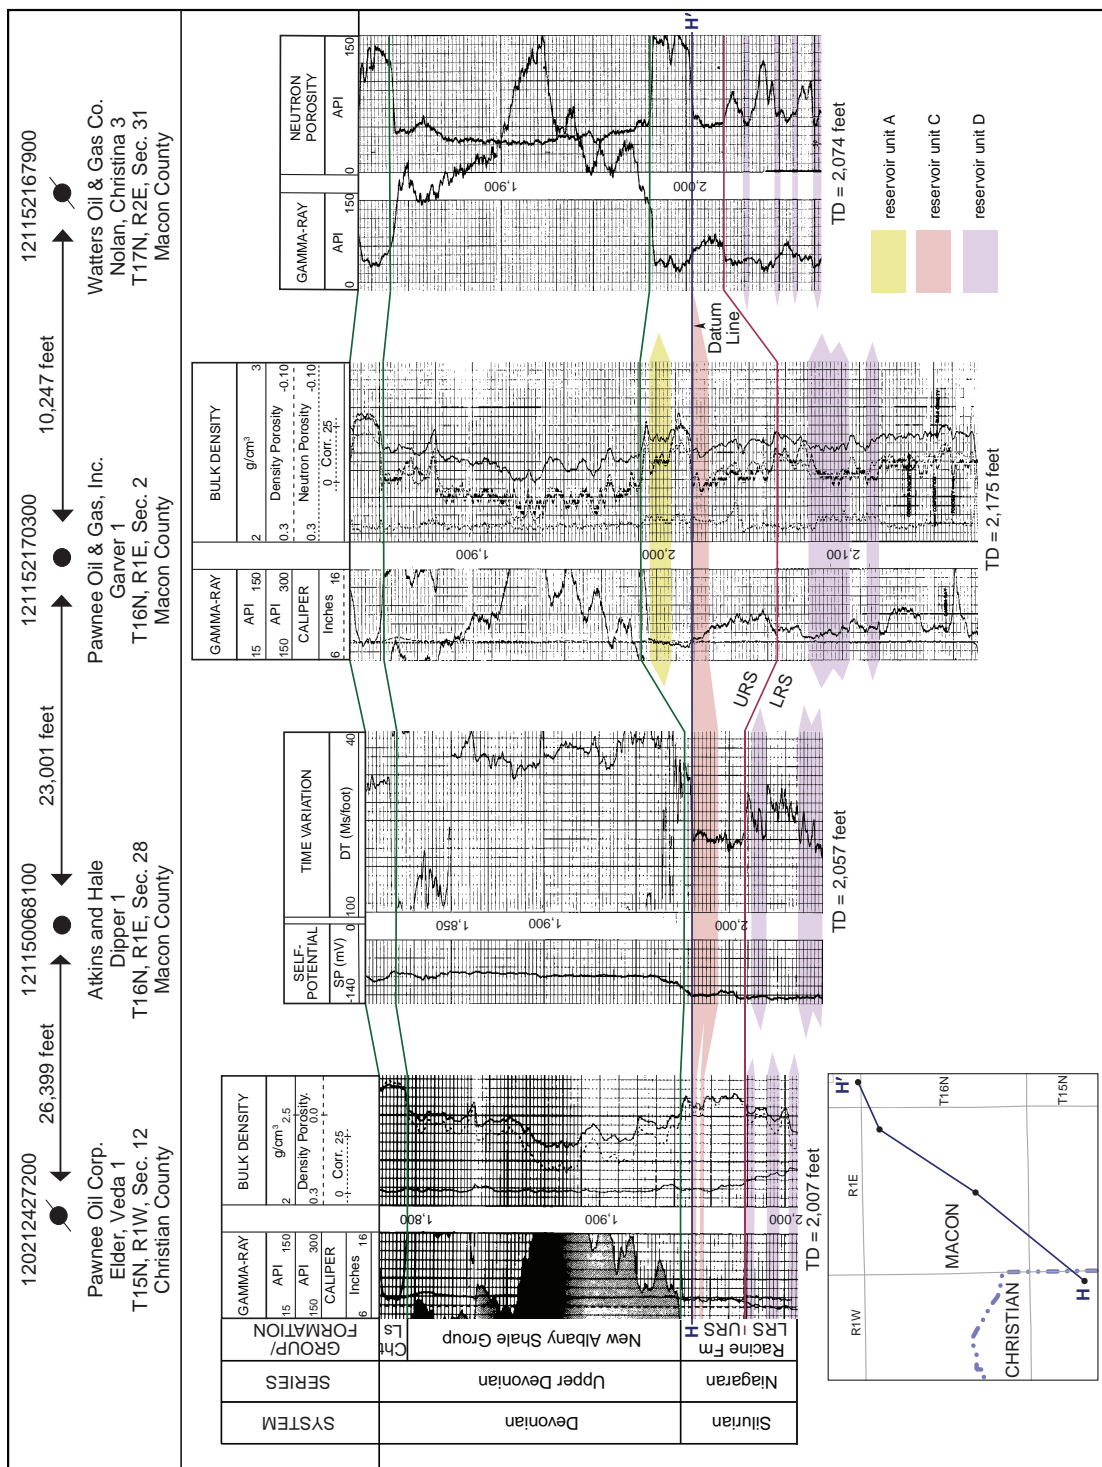 120212427200
Pawnee Oil Corp.
Elder, Veda 1
T15N, R1W, Sec. 12
Christian County
26,399 feet
121150068100
Atkins and Hale
Dipper 1
T16N, R1E, Sec. 28
Macon County
23,001 feet
121152170300
Pawnee Oil & Gas, Inc.
Garver 1
T16N, R1E, Sec. 2
Macon County
10,247 feet
121152167900
Watters Oil & Gas Co.
Nolan, Christina 3
T17N, R2E, Sec. 31
Macon County
SYSTEM
SERIES
GROUP/
FORMATION
Devonian
Upper Devonian
Cht
Ls
New Albany Shale Group
Silurian
Niagaran
Racine Fm
LRS
URS
H
GAMMA-RAY
15 API 150
150 API 300
CALIPER
6 Inches 16
BULK DENSITY
2 g/cm³ 2.5
Density Porosity
0.3 0.0
0 Corr. 25
1,800
1,900
2,000
TD = 2,007 feet
SELF-
POTENTIAL
SP (mV)
-140 0
TIME VARIATION
DT (Ms/foot)
100 40
1,850
1,900
2,000
TD = 2,057 feet
GAMMA-RAY
15 API 150
150 API 300
CALIPER
6 Inches 16
BULK DENSITY
2 g/cm³ 3
Density Porosity
0.3 -0.10
Neutron Porosity
0.3 -0.10
0 Corr. 25
1,900
2,000
2,100
TD = 2,175 feet
URS
LRS
GAMMA-RAY
API
0 150
NEUTRON
POROSITY
API
0 150
1,900
2,000
TD = 2,074 feet
H'
Datum
Line
reservoir unit A
reservoir unit C
reservoir unit D
H'
H
R1W
R1E
T16N
T15N
MACON
CHRISTIAN